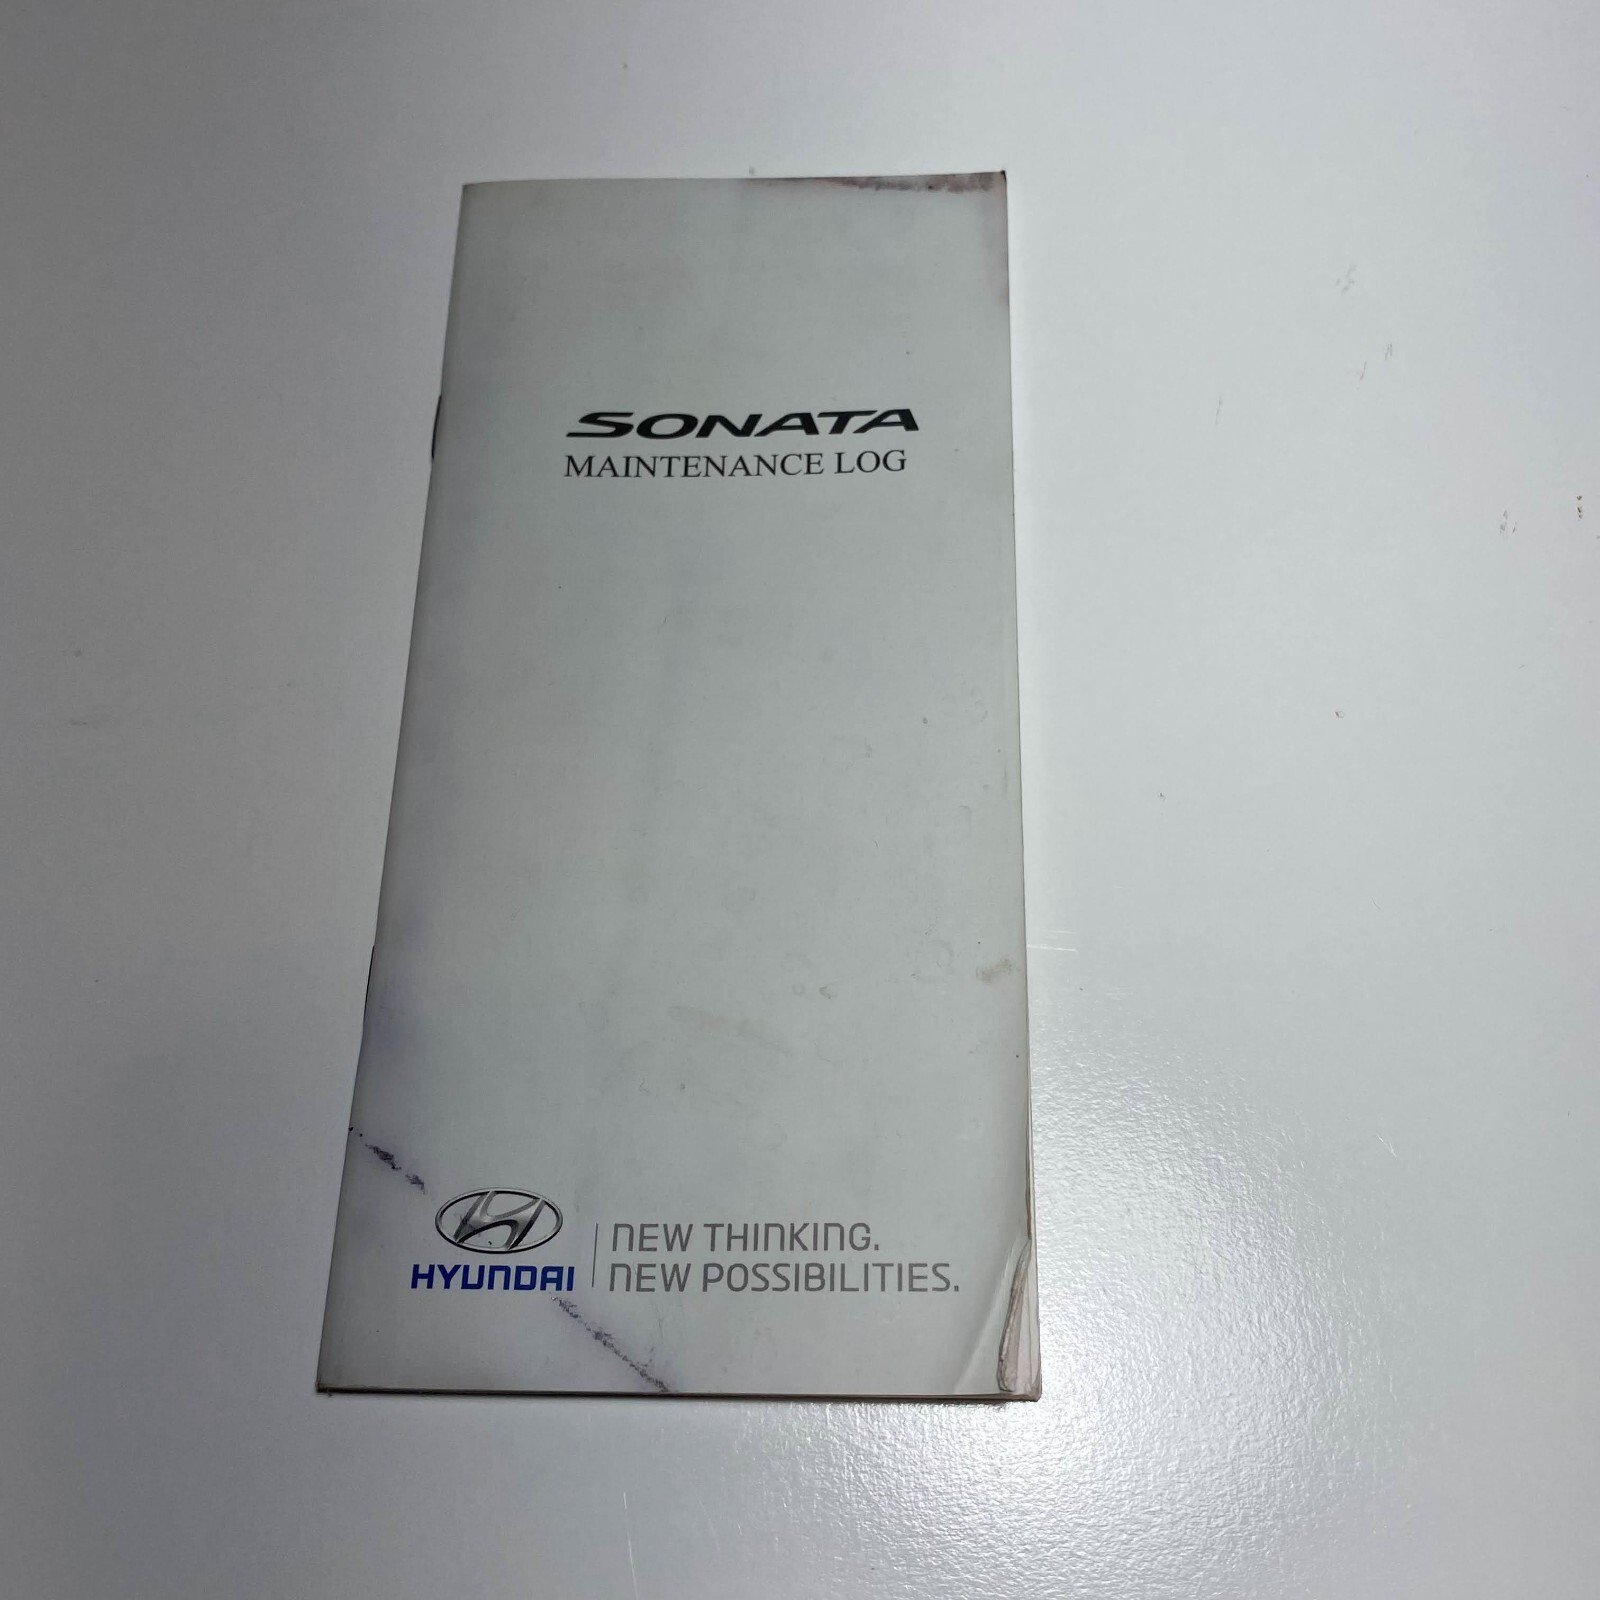 SONATA
MAINTENANCE LOG
HYUNDAI
NEW THINKING.
NEW POSSIBILITIES.